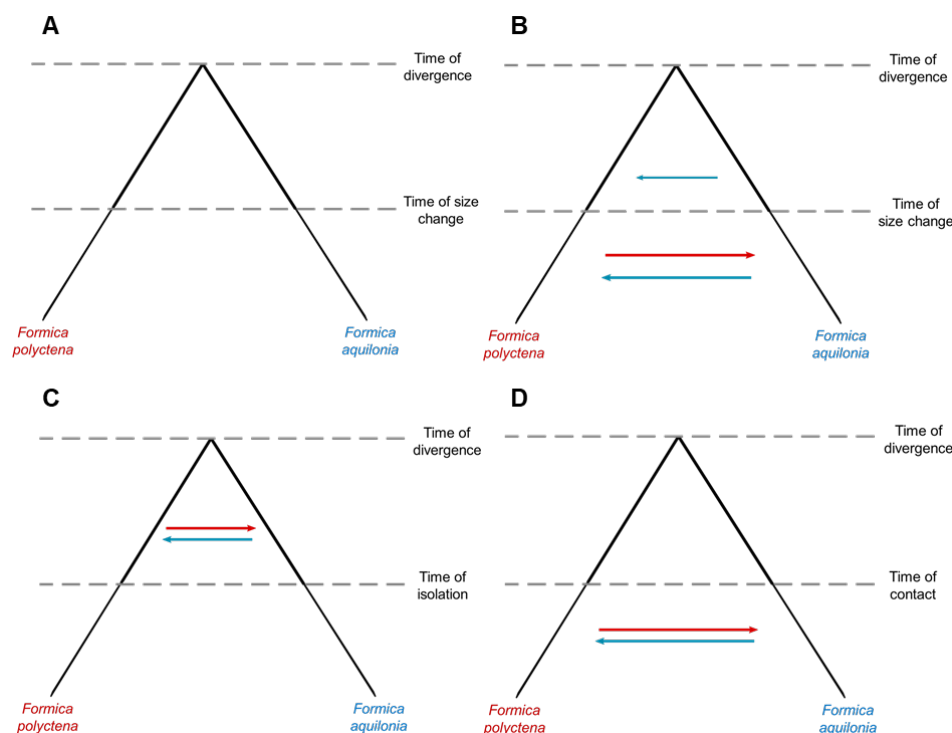 A
Time of
divergence
Time of size
change
Formica
polyctena
Formica
aquilonia
B
Time of
divergence
Time of
size change
Formica
polyctena
Formica
aquilonia
C
Time of
divergence
Time of
isolation
Formica
polyctena
Formica
aquilonia
D
Time of
divergence
Time of
contact
Formica
polyctena
Formica
aquilonia